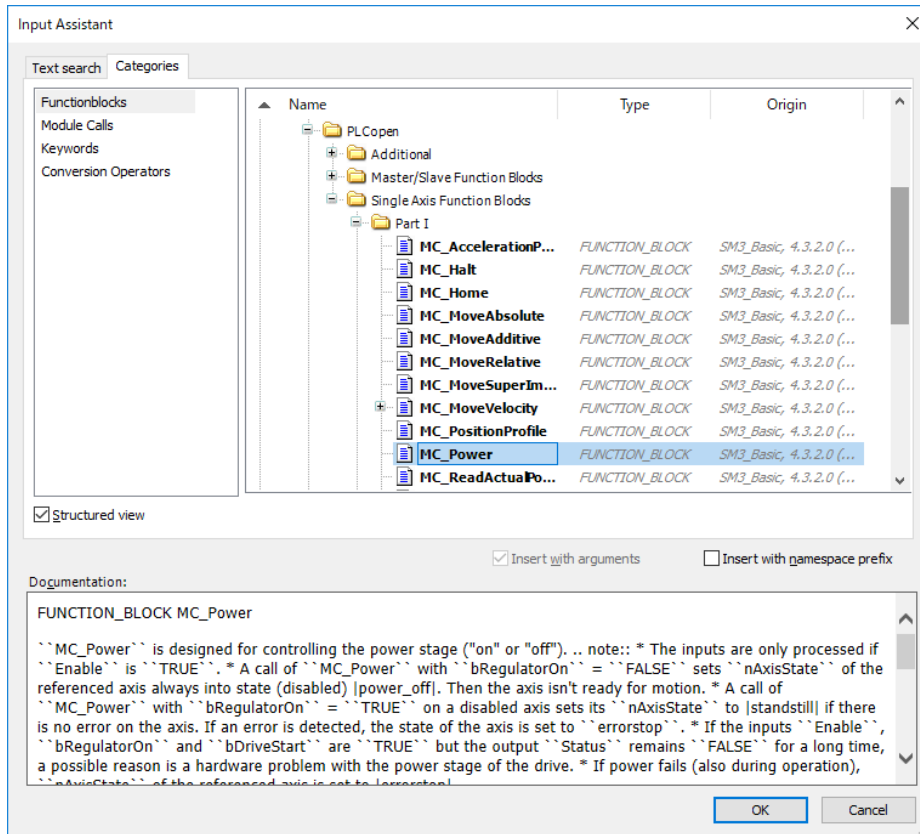 Input Assistant
Text search Categories
Functionblocks
Module Calls
Keywords
Conversion Operators
Name Type Origin
PLCopen
Additional
Master/Slave Function Blocks
Single Axis Function Blocks
Part I
MC_AccelerationP... FUNCTION_BLOCK SM3_Basic, 4.3.2.0 (...
MC_Halt FUNCTION_BLOCK SM3_Basic, 4.3.2.0 (...
MC_Home FUNCTION_BLOCK SM3_Basic, 4.3.2.0 (...
MC_MoveAbsolute FUNCTION_BLOCK SM3_Basic, 4.3.2.0 (...
MC_MoveAdditive FUNCTION_BLOCK SM3_Basic, 4.3.2.0 (...
MC_MoveRelative FUNCTION_BLOCK SM3_Basic, 4.3.2.0 (...
MC_MoveSuperIm... FUNCTION_BLOCK SM3_Basic, 4.3.2.0 (...
MC_MoveVelocity FUNCTION_BLOCK SM3_Basic, 4.3.2.0 (...
MC_PositionProfile FUNCTION_BLOCK SM3_Basic, 4.3.2.0 (...
MC_Power FUNCTION_BLOCK SM3_Basic, 4.3.2.0 (...
MC_ReadActualPo... FUNCTION_BLOCK SM3_Basic, 4.3.2.0 (...
Structured view
Insert with arguments Insert with namespace prefix
Documentation:
FUNCTION_BLOCK MC_Power
``MC_Power`` is designed for controlling the power stage ("on" or "off"). .. note:: * The inputs are only processed if
``Enable`` is ``TRUE``. * A call of ``MC_Power`` with ``bRegulatorOn`` = ``FALSE`` sets ``nAxisState`` of the
referenced axis always into state (disabled) |power_off|. Then the axis isn't ready for motion. * A call of
``MC_Power`` with ``bRegulatorOn`` = ``TRUE`` on a disabled axis sets its ``nAxisState`` to |standstill| if there
is no error on the axis. If an error is detected, the state of the axis is set to ``errorstop``. * If the inputs ``Enable``,
``bRegulatorOn`` and ``bDriveStart`` are ``TRUE`` but the output ``Status`` remains ``FALSE`` for a long time,
a possible reason is a hardware problem with the power stage of the drive. * If power fails (also during operation),
``nAxisState`` of the referenced axis is set to |errorstop|
OK Cancel